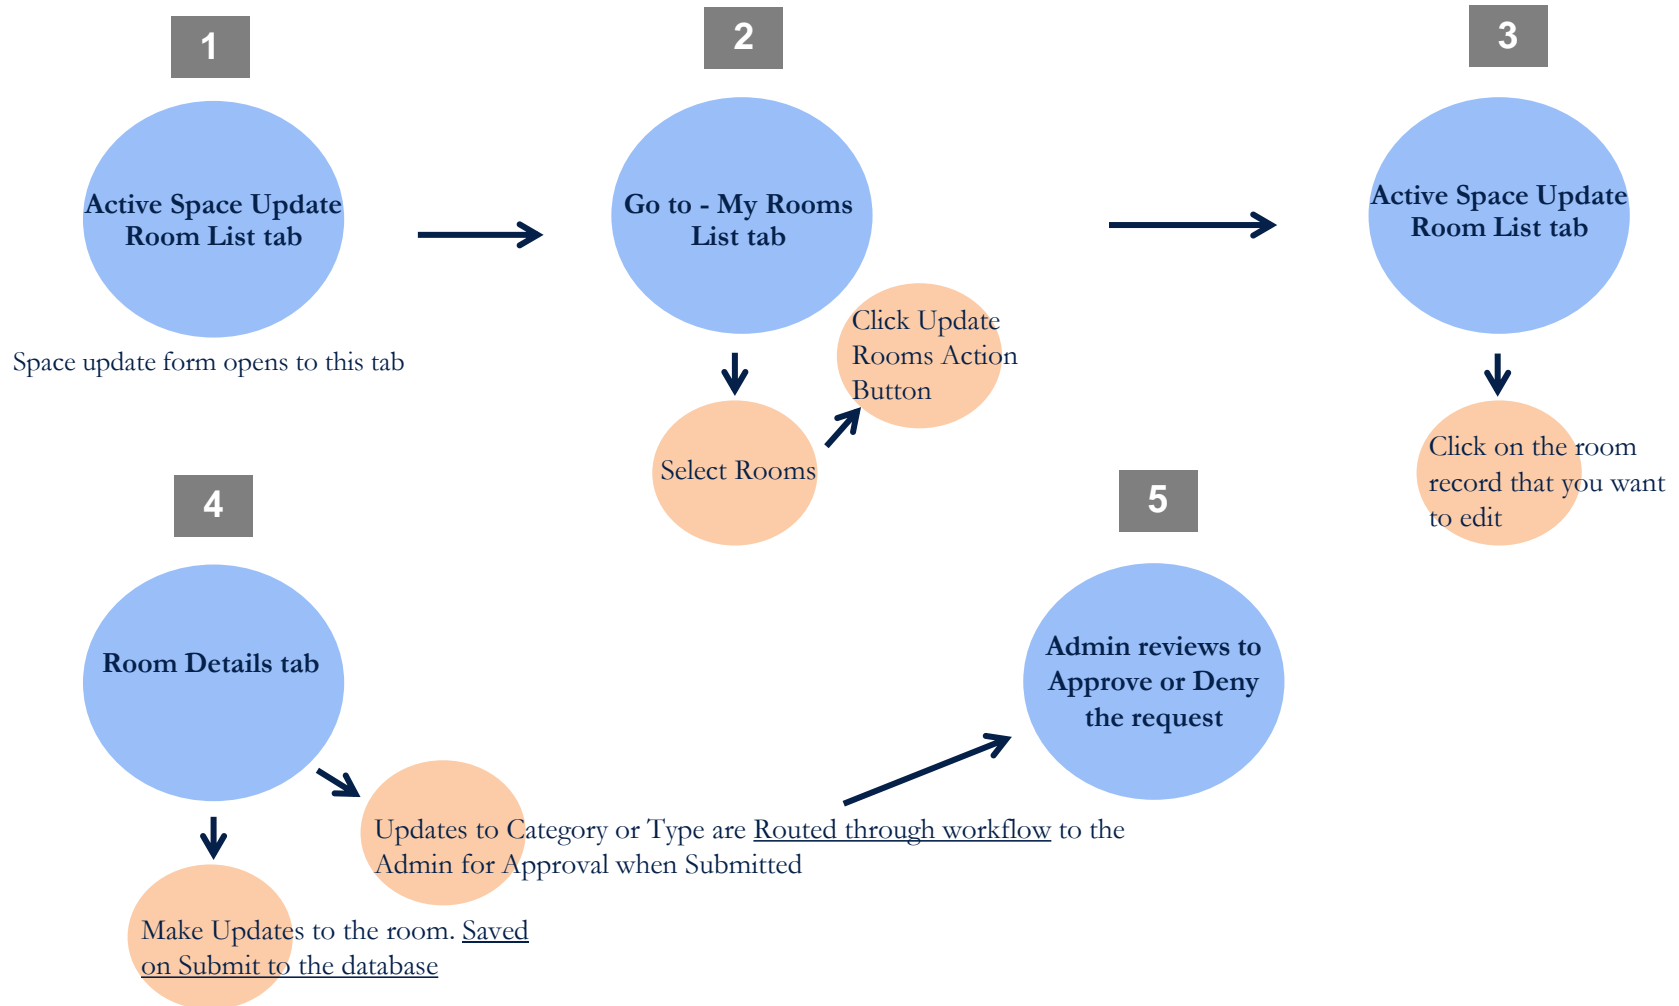 1
Active Space Update
Room List tab
Space update form opens to this tab
2
Go to - My Rooms
List tab
Select Rooms
Click Update
Rooms Action
Button
3
Active Space Update
Room List tab
Click on the room
record that you want
to edit
4
Room Details tab
Make Updates to the room. Saved
on Submit to the database
Updates to Category or Type are Routed through workflow to the
Admin for Approval when Submitted
5
Admin reviews to
Approve or Deny
the request